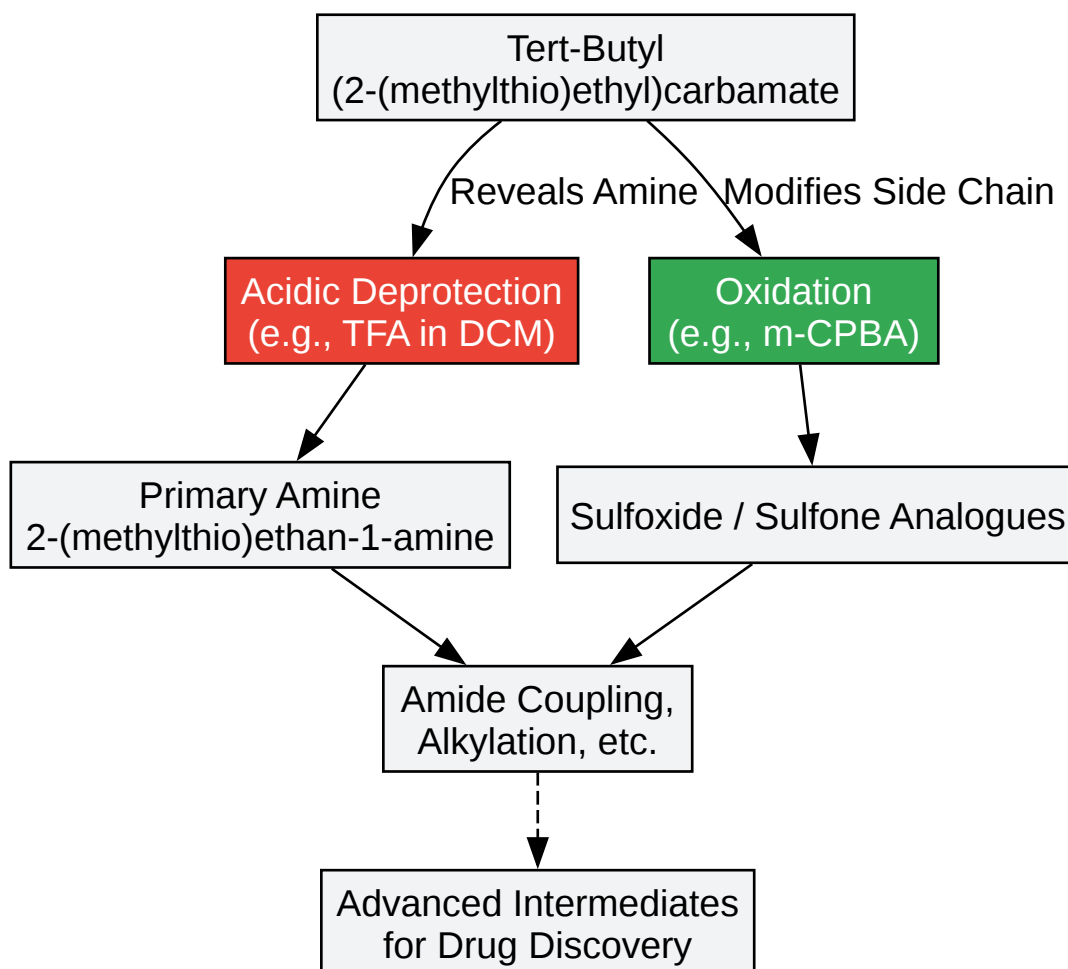 Tert-Butyl
(2-(methylthio)ethyl)carbamate
Reveals Amine
Modifies Side Chain
Acidic Deprotection
(e.g., TFA in DCM)
Oxidation
(e.g., m-CPBA)
Primary Amine
2-(methylthio)ethan-1-amine
Sulfoxide / Sulfone Analogues
Amide Coupling,
Alkylation, etc.
Advanced Intermediates
for Drug Discovery